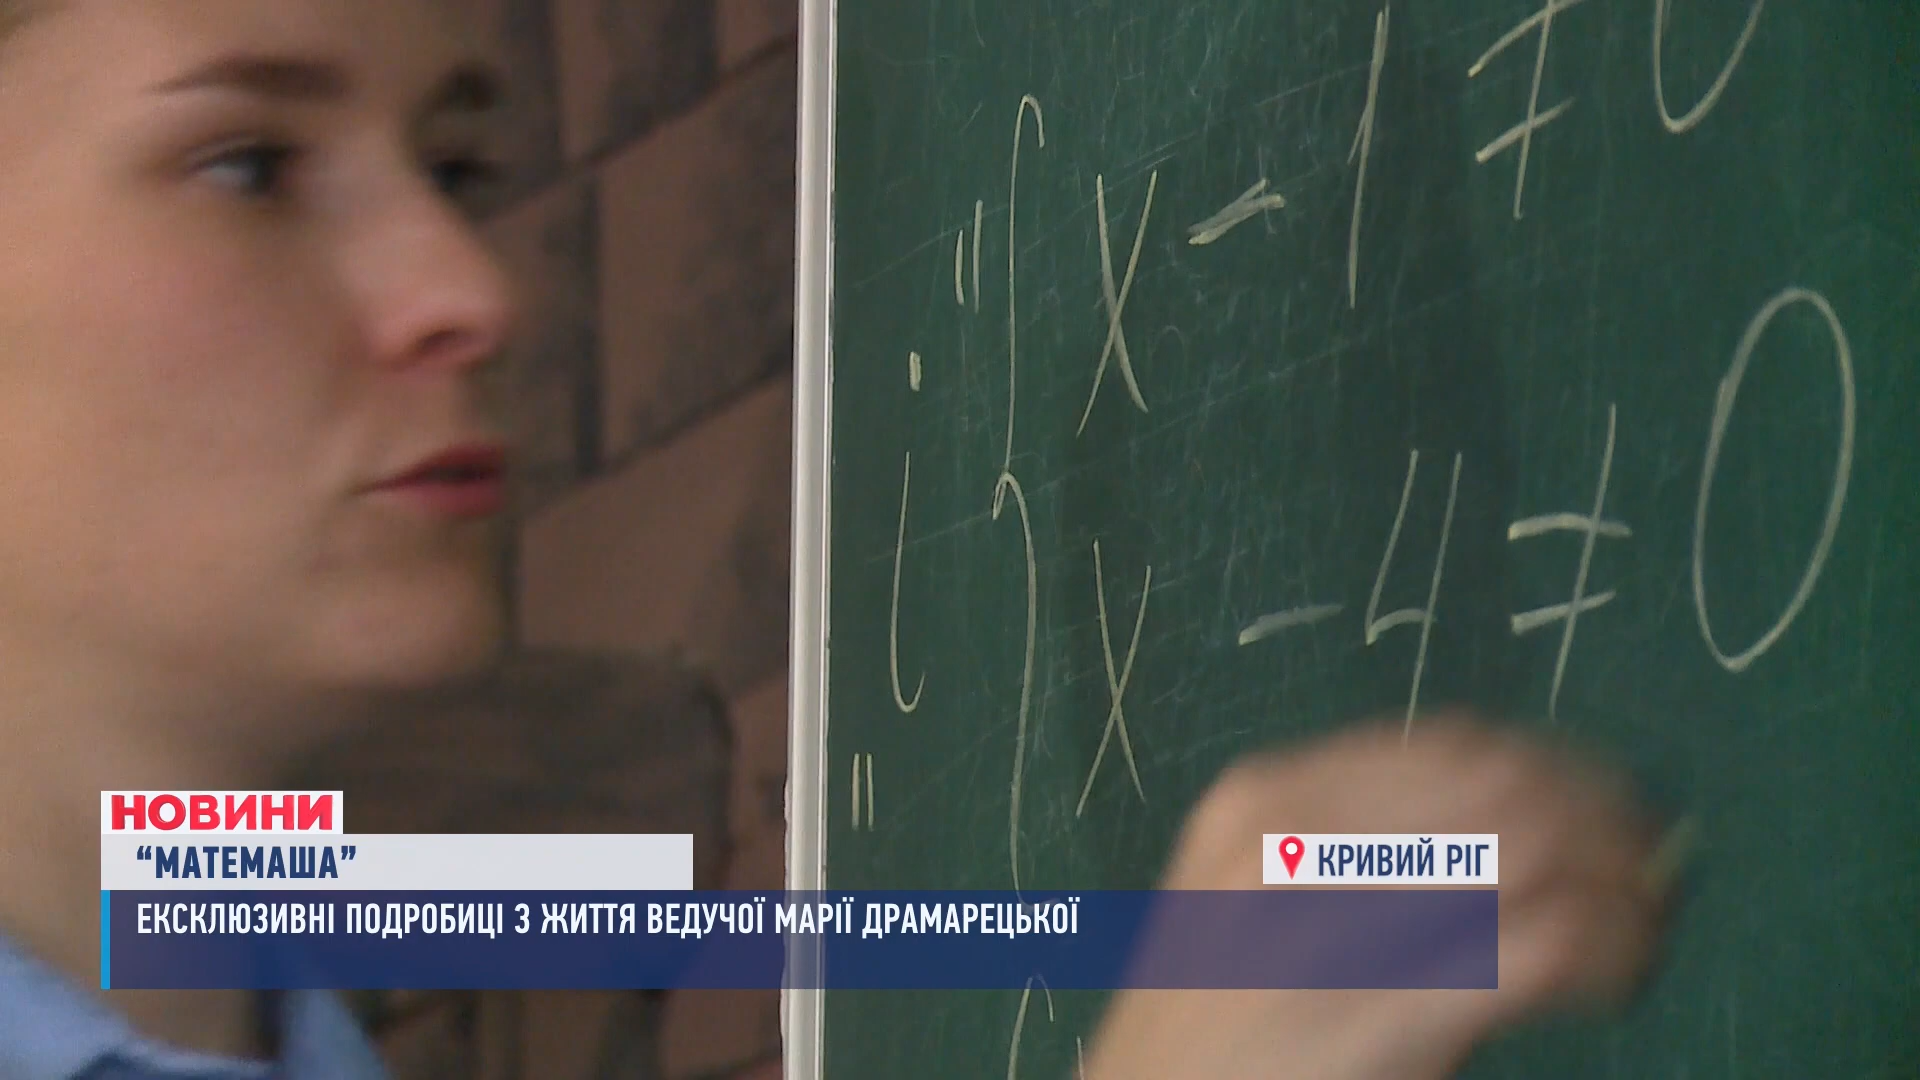 " { x - 1 ≠ 0
i { x - 4 ≠ 0
"
НОВИНИ
“МАТЕМАША”
КРИВИЙ РІГ
ЕКСКЛЮЗИВНІ ПОДРОБИЦІ З ЖИТТЯ ВЕДУЧОЇ МАРІЇ ДРАМАРЕЦЬКОЇ